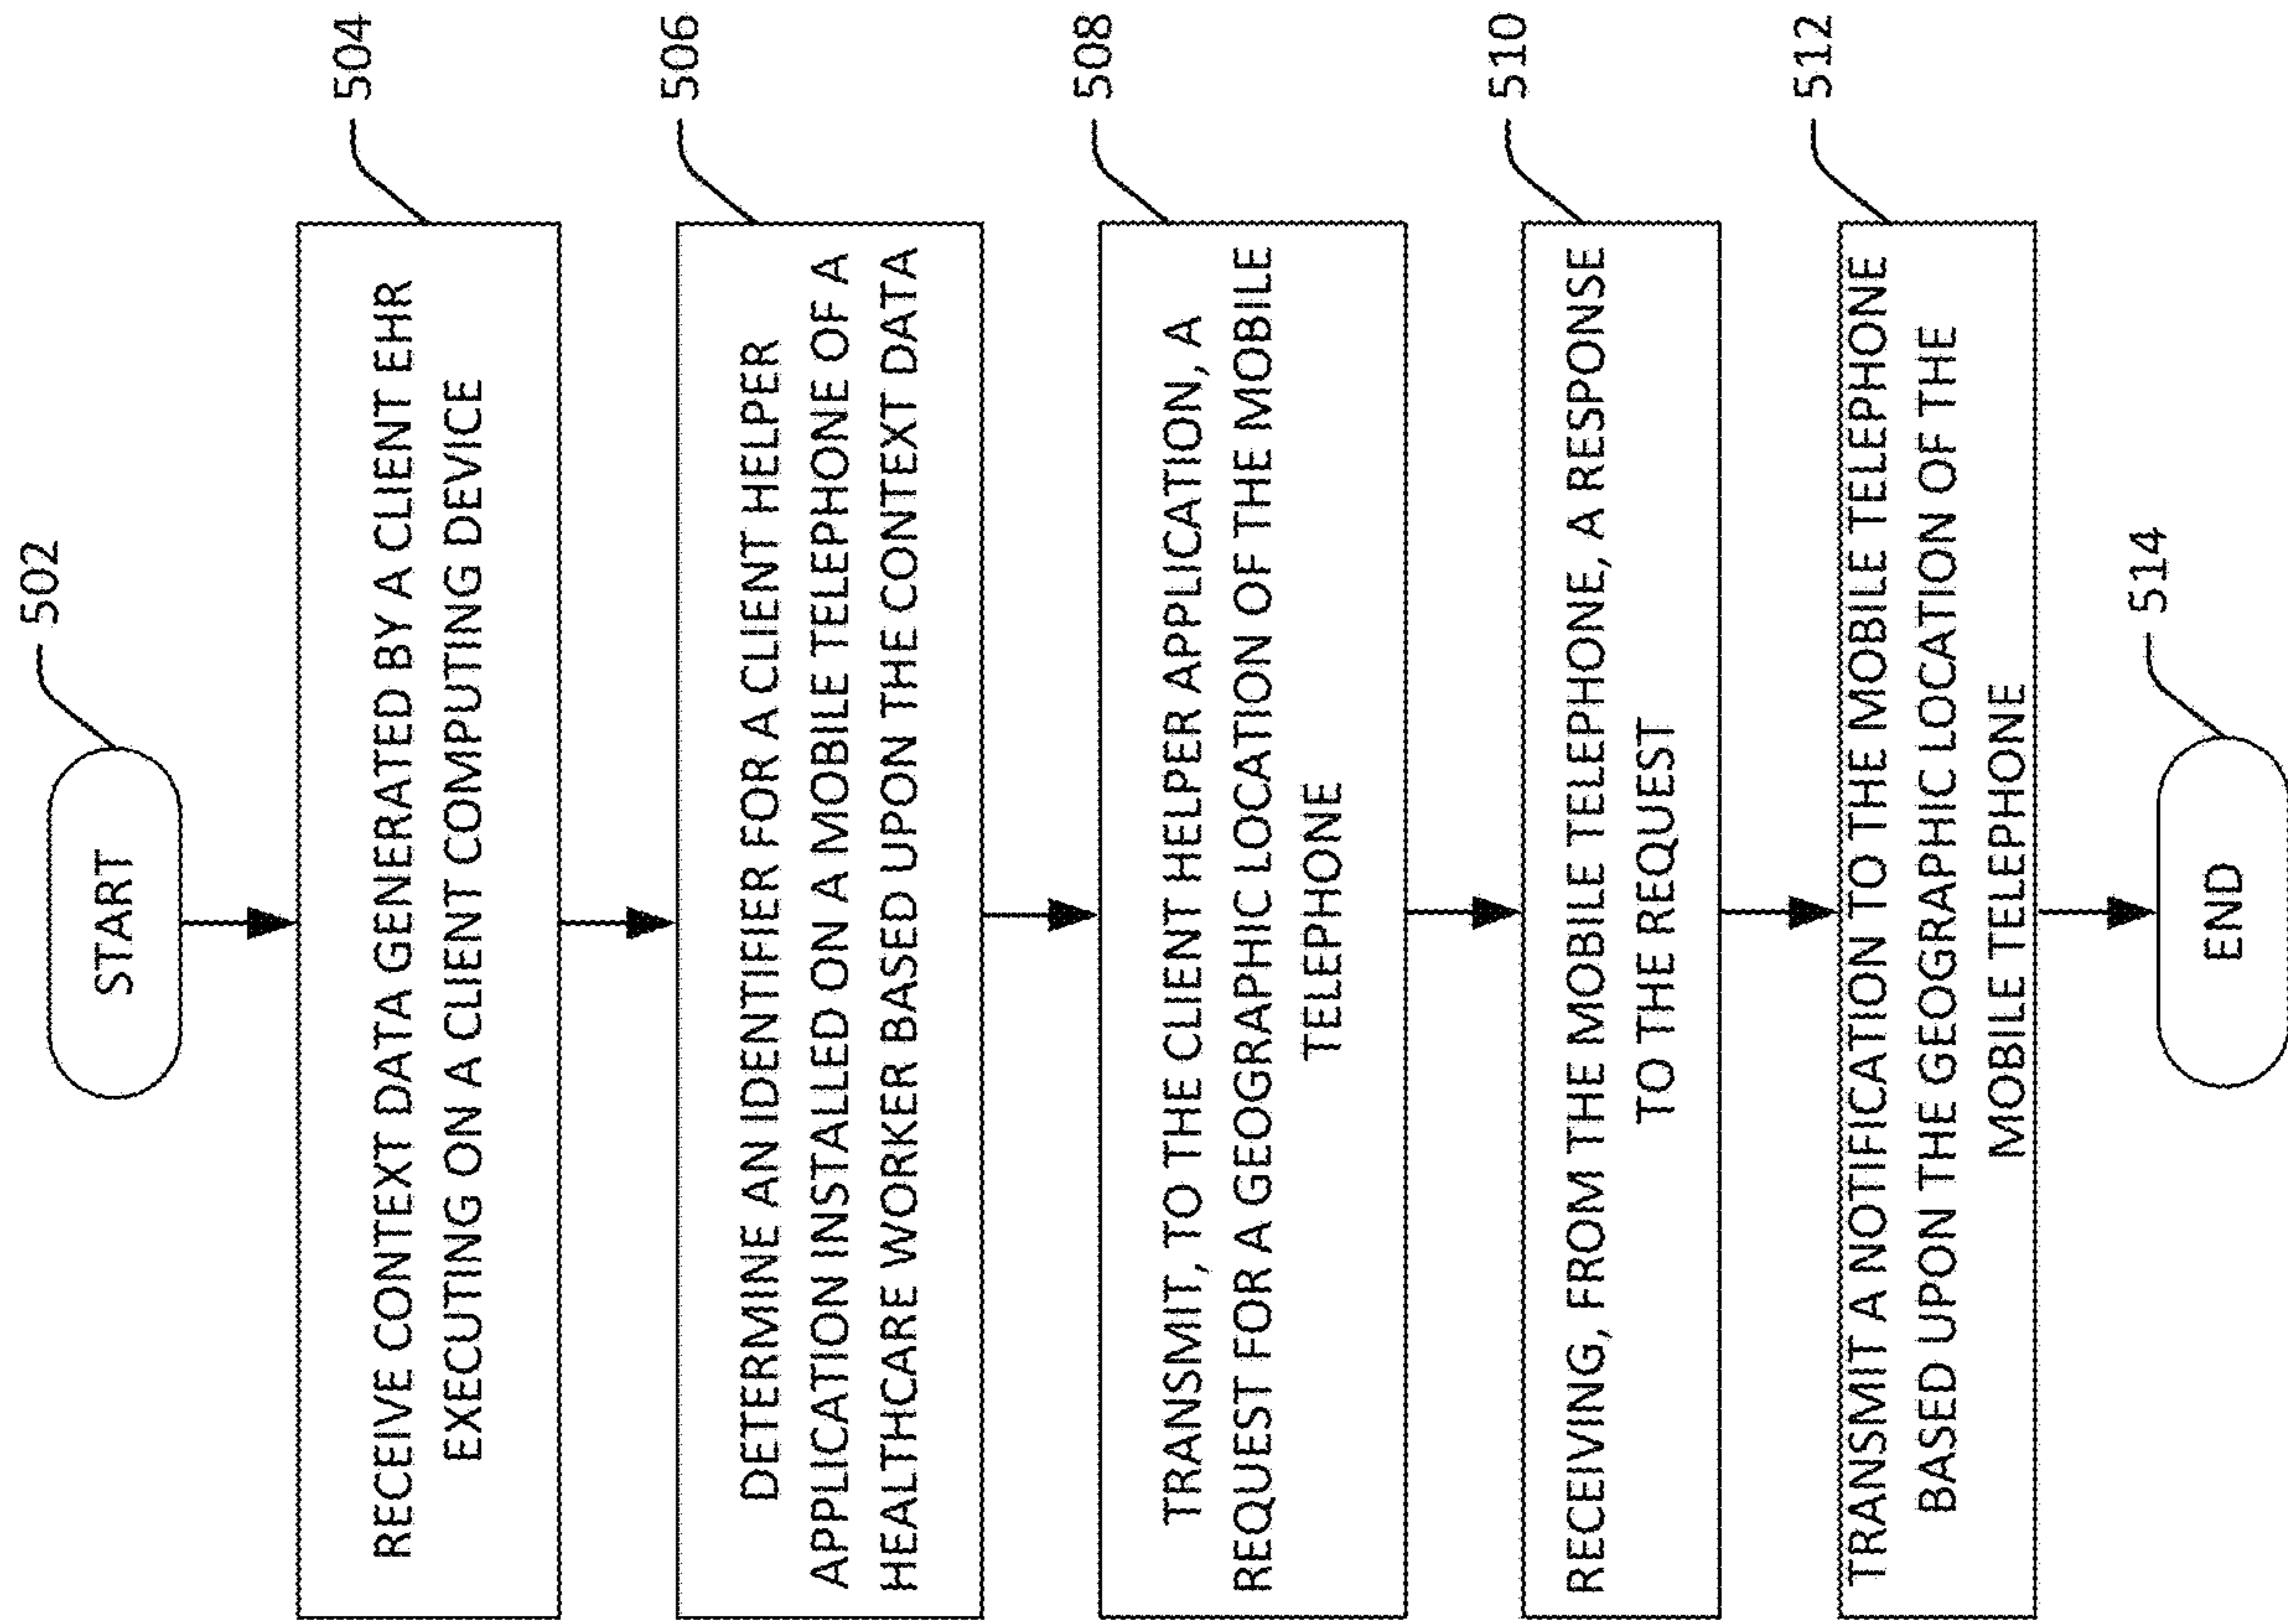 502
START
504
RECEIVE CONTEXT DATA GENERATED BY A CLIENT EHR
EXECUTING ON A CLIENT COMPUTING DEVICE
506
DETERMINE AN IDENTIFIER FOR A CLIENT HELPER
APPLICATION INSTALLED ON A MOBILE TELEPHONE OF A
HEALTHCARE WORKER BASED UPON THE CONTEXT DATA
508
TRANSMIT, TO THE CLIENT HELPER APPLICATION, A
REQUEST FOR A GEOGRAPHIC LOCATION OF THE MOBILE
TELEPHONE
510
RECEIVING, FROM THE MOBILE TELEPHONE, A RESPONSE
TO THE REQUEST
512
TRANSMIT A NOTIFICATION TO THE MOBILE TELEPHONE
BASED UPON THE GEOGRAPHIC LOCATION OF THE
MOBILE TELEPHONE
514
END